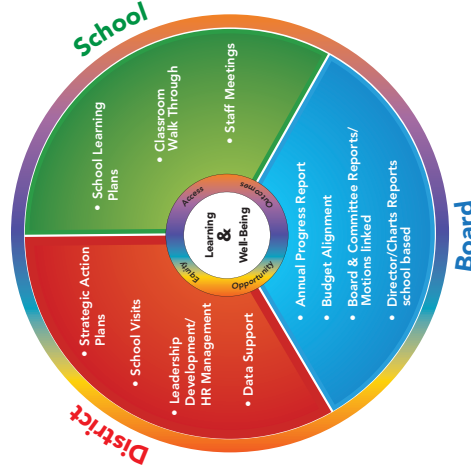 District
• Strategic Action
Plans
• School Visits
• Leadership
Development/
HR Management
• Data Support
School
• School Learning
Plans
• Classroom
Walk Through
• Staff Meetings
Board
• Annual Progress Report
• Budget Alignment
• Board & Committee Reports/
Motions linked
• Director/Charts Reports
school based
Equity
Access
Opportunity
Outcomes
Learning
&
Well-Being